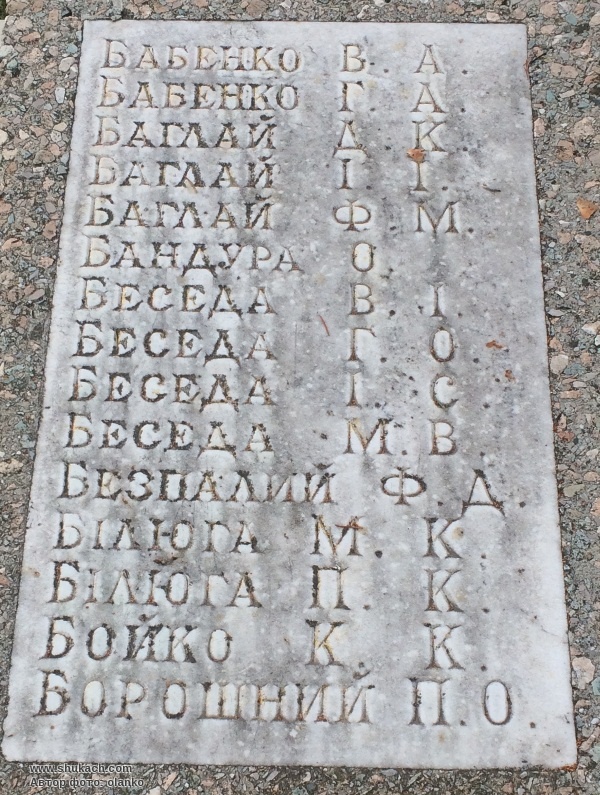 БАБЕНКО В. А
БАБЕНКО Г. А
БАГЛАЙ Д. К
БАГЛАЙ І. І.
БАГЛАЙ Ф. М.
БАНДУРА О.
БЕСЕДА В. І.
БЕСЕДА Г. О
БЕСЕДА І. С
БЕСЕДА М. В
БЕЗПАЛИЙ Ф. Д.
БІЛЮГА М. К.
БІЛЮГА П. К.
БОЙКО К. К.
БОРОШНИЙ П. О
www.shukach.com
Автор фото: olanko